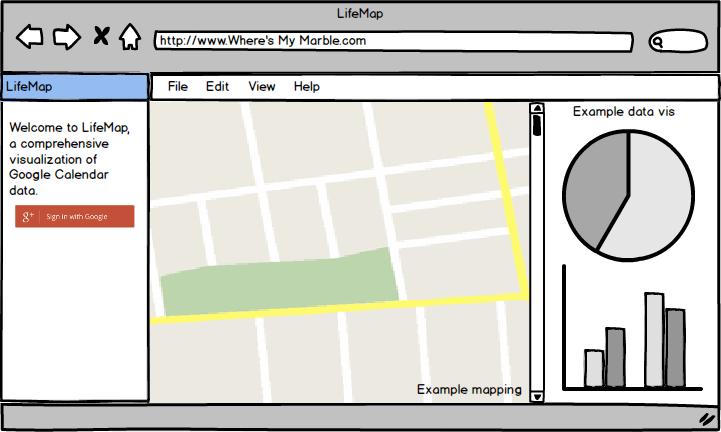 LifeMap
http://www.Where's My Marble.com
LifeMap
File Edit View Help
Welcome to LifeMap,
a comprehensive
visualization of
Google Calendar
data.
g+ Sign in with Google
Example mapping
Example data vis